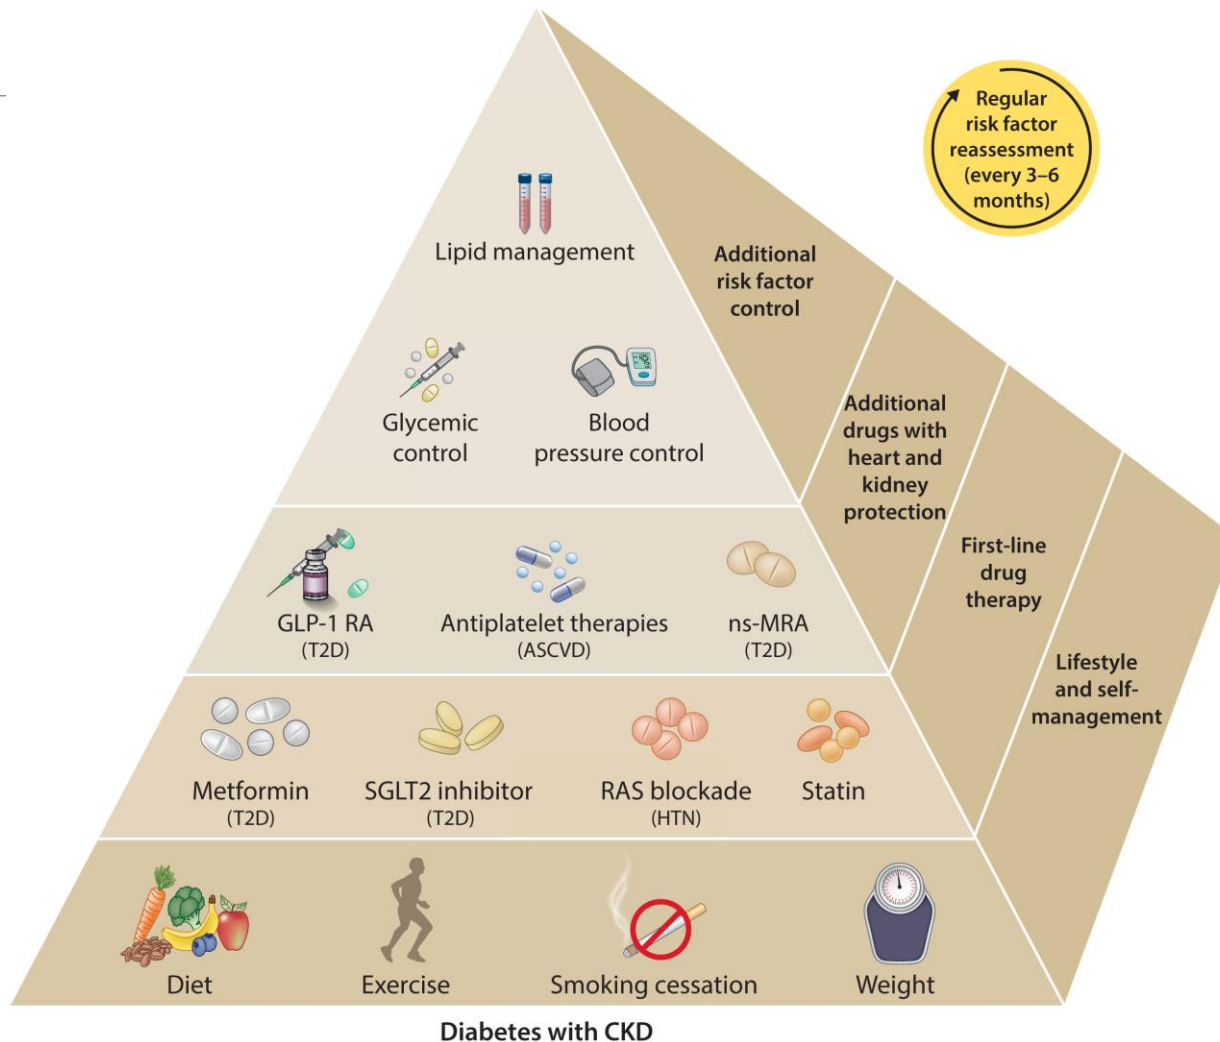 Regular
risk factor
reassessment
(every 3–6
months)
Lipid management
Additional
risk factor
control
Glycemic
control
Blood
pressure control
Additional
drugs with
heart and
kidney
protection
GLP-1 RA
(T2D)
Antiplatelet therapies
(ASCVD)
ns-MRA
(T2D)
First-line
drug
therapy
Metformin
(T2D)
SGLT2 inhibitor
(T2D)
RAS blockade
(HTN)
Statin
Lifestyle
and self-
management
Diet
Exercise
Smoking cessation
Weight
Diabetes with CKD